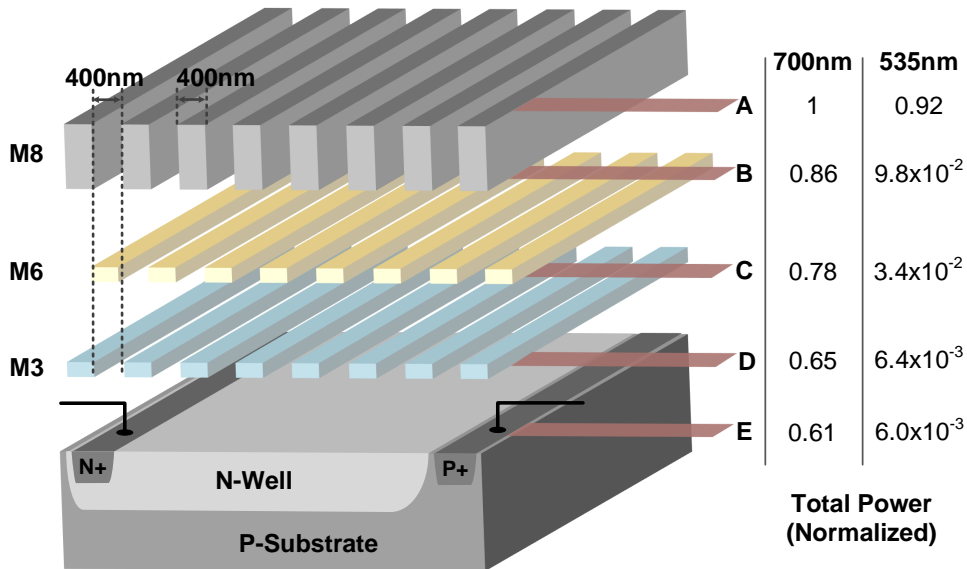 700nm 535nm
400nm 400nm
A 1 0.92
M8
B 0.86 9.8x10⁻²
M6
C 0.78 3.4x10⁻²
M3
D 0.65 6.4x10⁻³
E 0.61 6.0x10⁻³
N+ P+
N-Well
P-Substrate
Total Power
(Normalized)